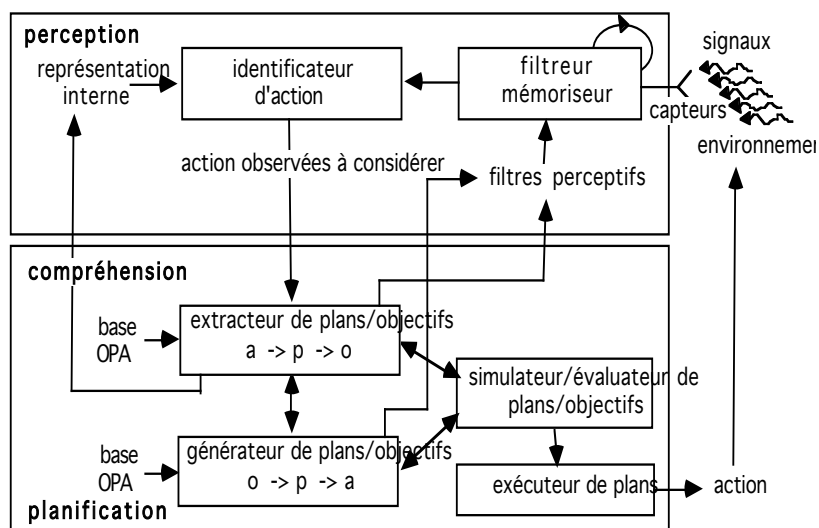 perception
signaux
représentation
interne
identificateur
d'action
filtreur
mémoriseur
capteurs
environnemer
action observées à considérer
filtres perceptifs
compréhension
base
OPA
extracteur de plans/objectifs
a -> p -> o
simulateur/évaluateur de
plans/objectifs
base
OPA
générateur de plans/objectifs
o -> p -> a
exécuteur de plans
action
planification